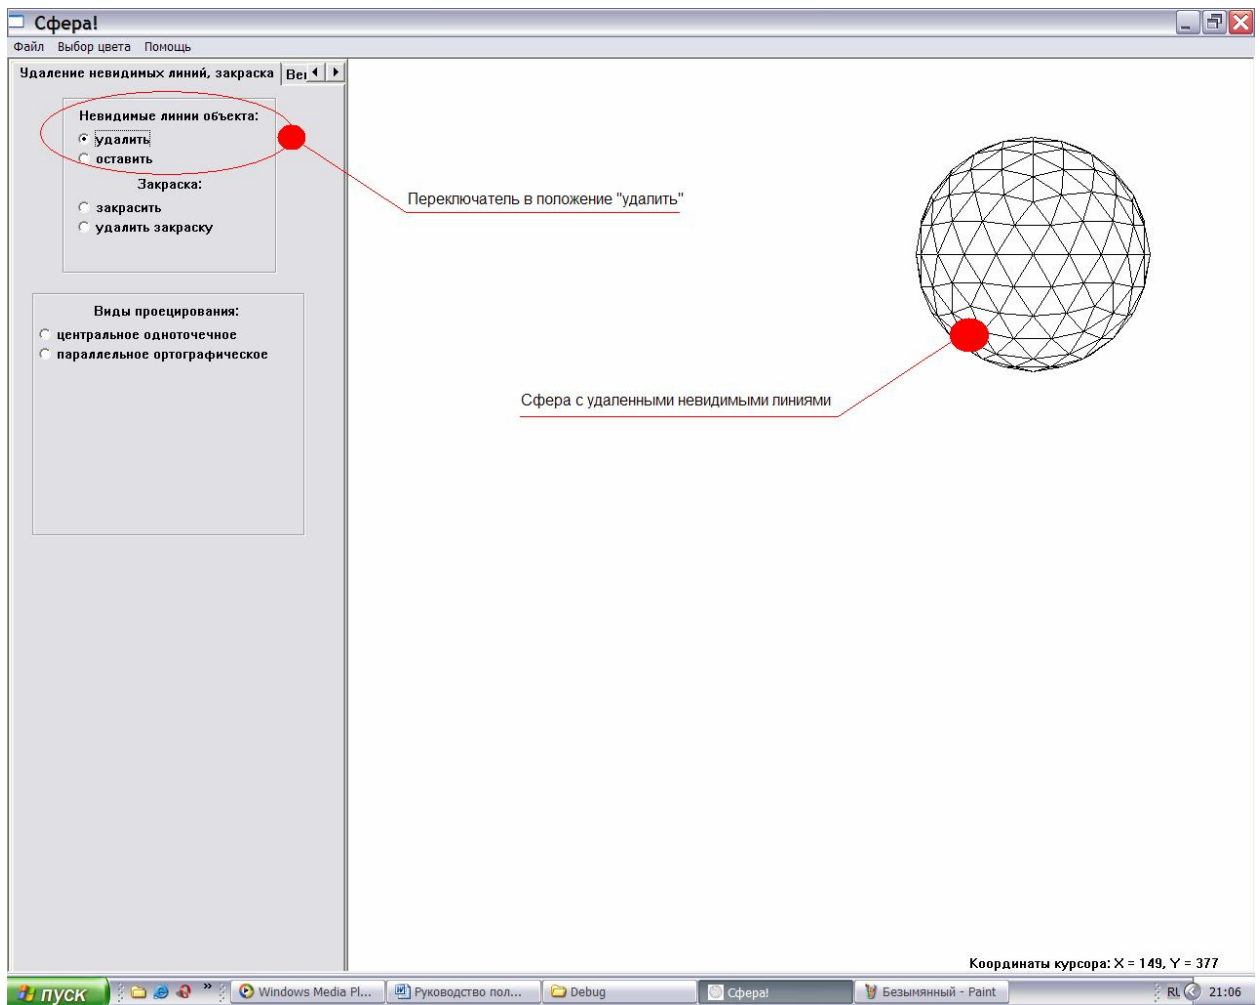 Сфера!
Файл Выбор цвета Помощь
Удаление невидимых линий, закраска
Невидимые линии объекта:
удалить
оставить
Закраска:
закрасить
удалить закраску
Переключатель в положение "удалить"
Виды проецирования:
центральное одноточечное
параллельное ортографическое
Сфера с удаленными невидимыми линиями
Координаты курсора: X = 149, Y = 377
пуск » Windows Media Pl... Руководство пол... Debug Сфера! Безымянный - Paint 21:06